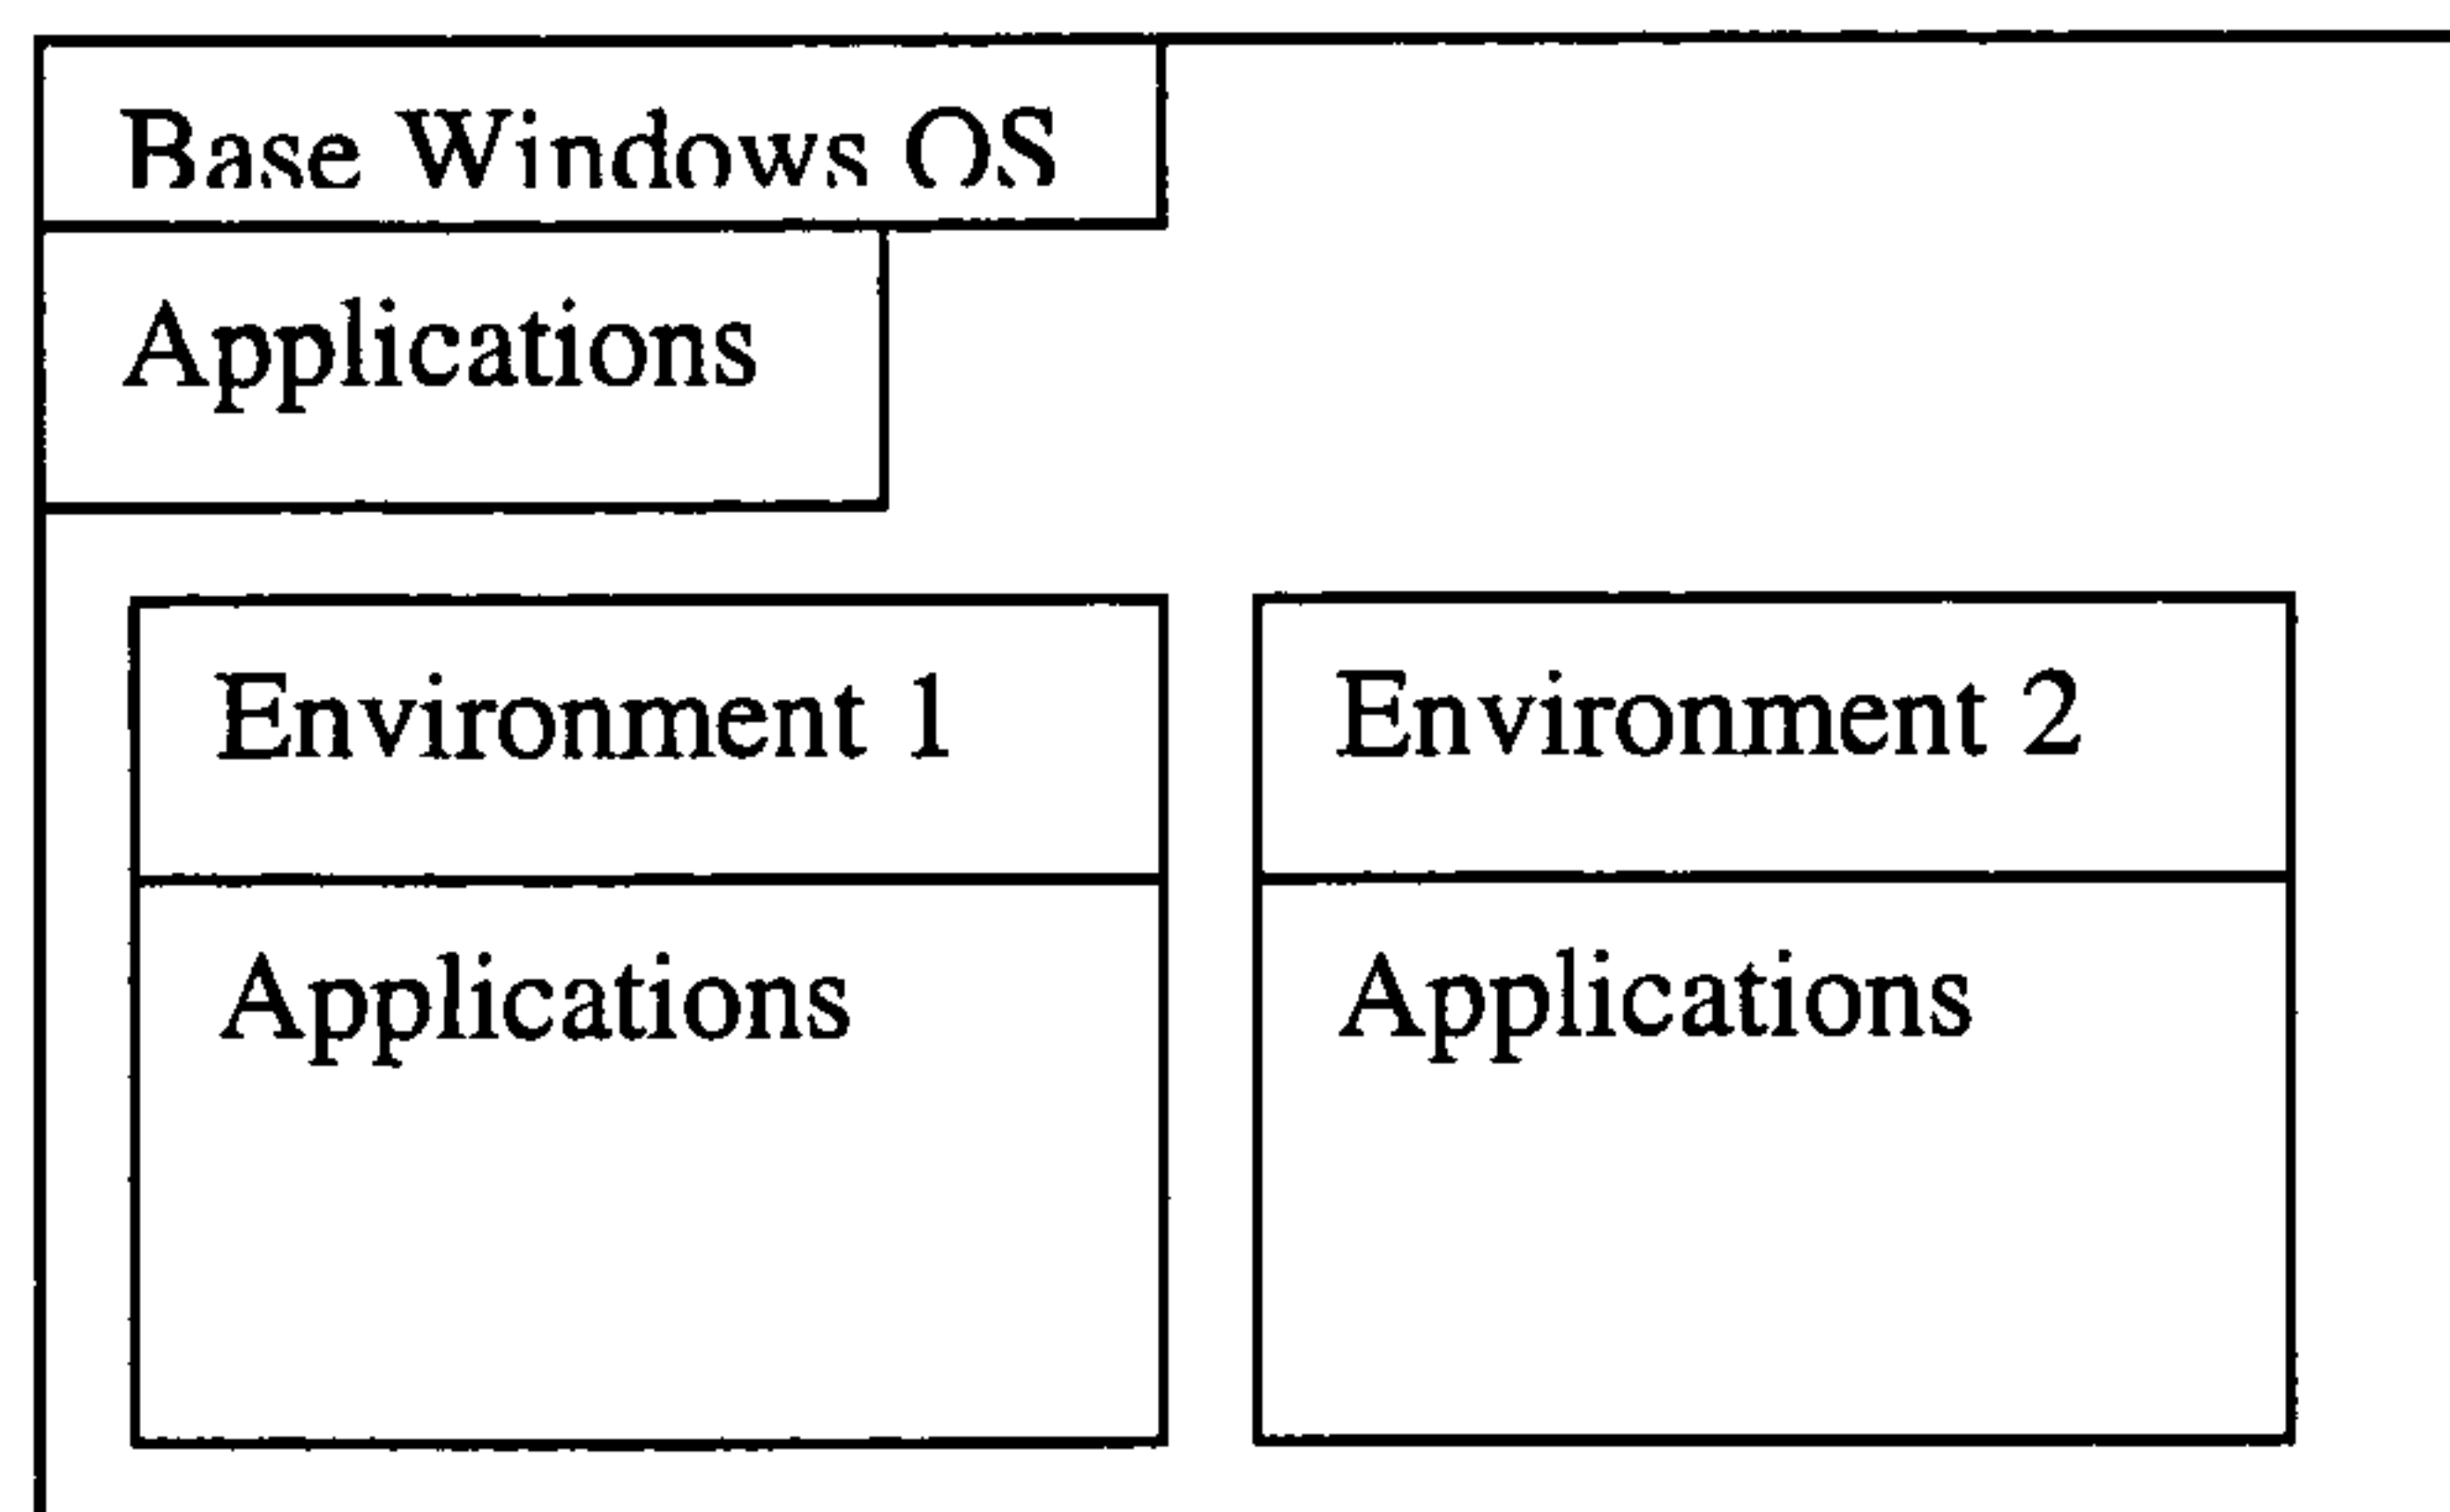 Base Windows OS
Applications
Environment 1
Applications
Environment 2
Applications